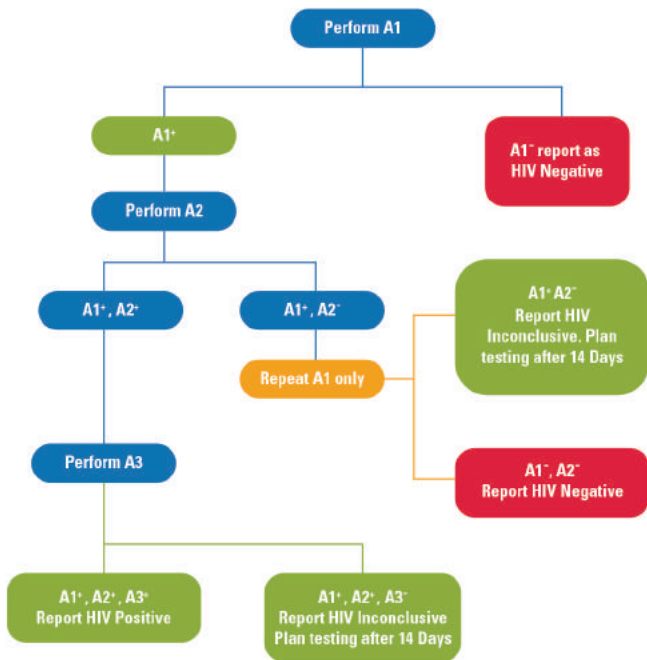 Perform A1
A1⁺
A1⁻ report as
HIV Negative
Perform A2
A1⁺, A2⁺
A1⁺, A2⁻
A1⁺ A2⁻
Report HIV
Inconclusive. Plan
testing after 14 Days
Repeat A1 only
Perform A3
A1⁻, A2⁻
Report HIV Negative
A1⁺, A2⁺, A3⁺
Report HIV Positive
A1⁺, A2⁺, A3⁻
Report HIV Inconclusive
Plan testing after 14 Days